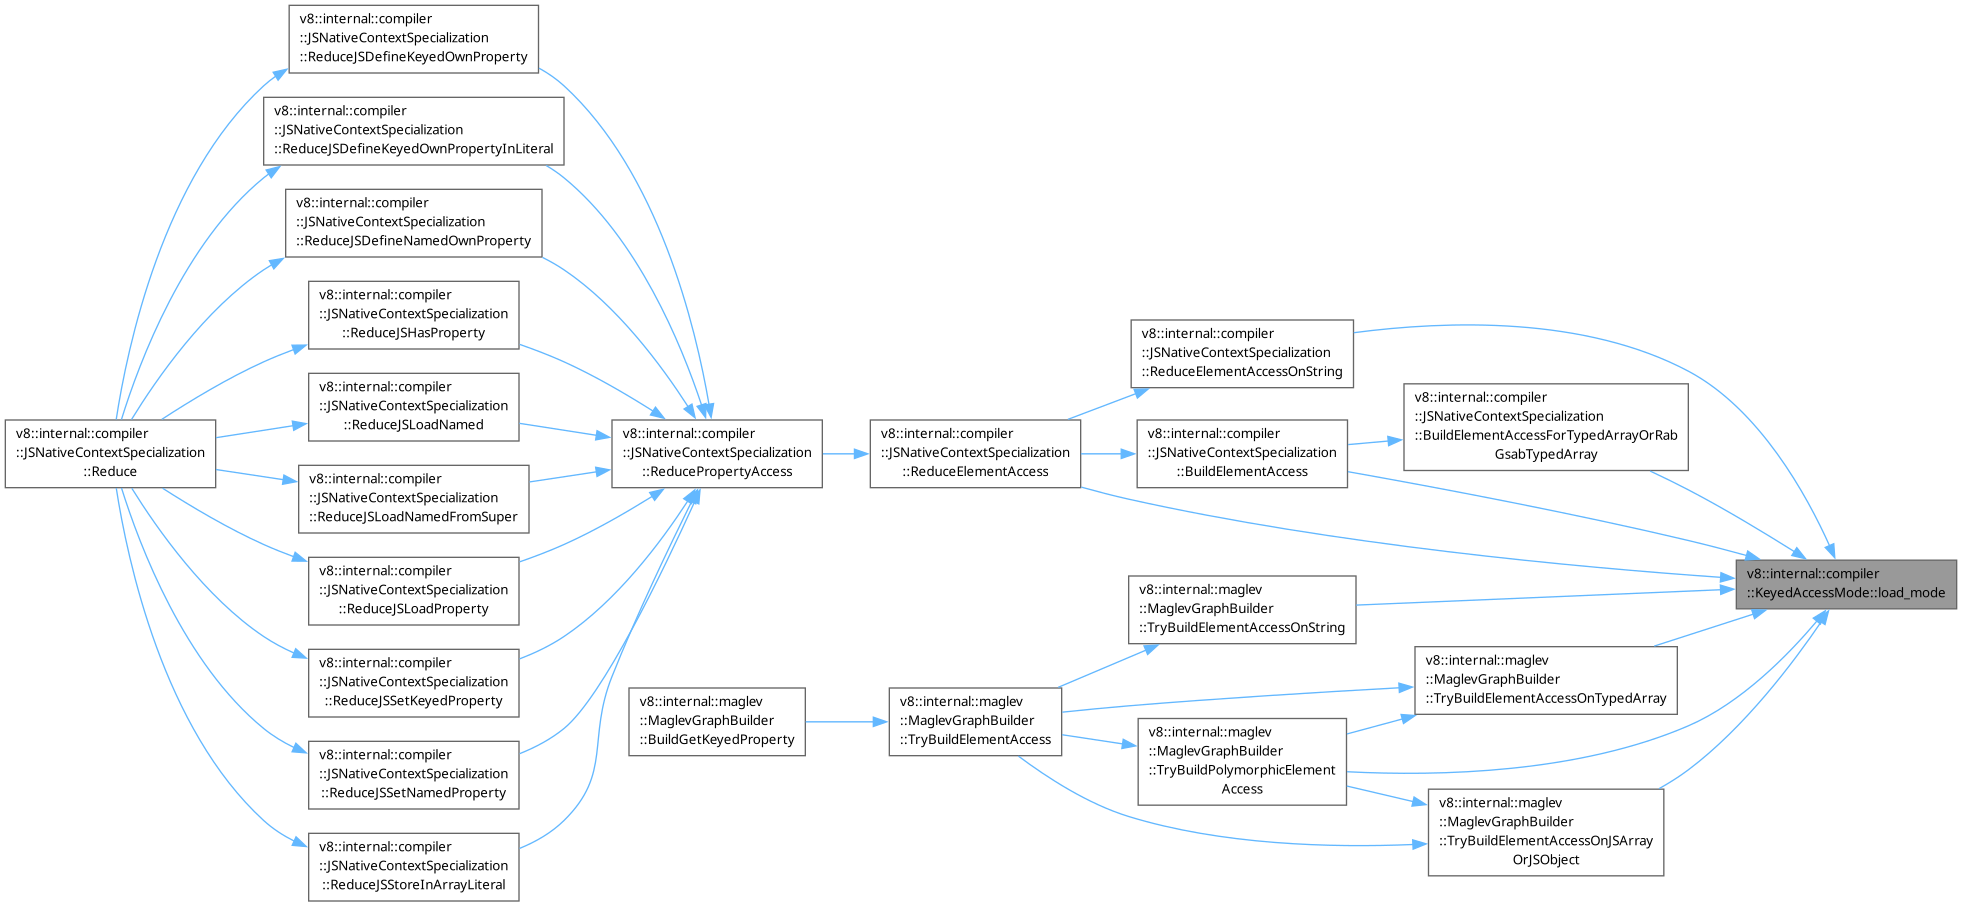 v8::internal::compiler
::JSNativeContextSpecialization
::ReduceJSDefineKeyedOwnProperty
v8::internal::compiler
::JSNativeContextSpecialization
::ReduceJSDefineKeyedOwnPropertyInLiteral
v8::internal::compiler
::JSNativeContextSpecialization
::ReduceJSDefineNamedOwnProperty
v8::internal::compiler
::JSNativeContextSpecialization
::ReduceJSHasProperty
v8::internal::compiler
::JSNativeContextSpecialization
::ReduceJSLoadNamed
v8::internal::compiler
::JSNativeContextSpecialization
::Reduce
v8::internal::compiler
::JSNativeContextSpecialization
::ReduceJSLoadNamedFromSuper
v8::internal::compiler
::JSNativeContextSpecialization
::ReduceJSLoadProperty
v8::internal::compiler
::JSNativeContextSpecialization
::ReduceJSSetKeyedProperty
v8::internal::compiler
::JSNativeContextSpecialization
::ReduceJSSetNamedProperty
v8::internal::compiler
::JSNativeContextSpecialization
::ReduceJSStoreInArrayLiteral
v8::internal::compiler
::JSNativeContextSpecialization
::ReducePropertyAccess
v8::internal::maglev
::MaglevGraphBuilder
::BuildGetKeyedProperty
v8::internal::compiler
::JSNativeContextSpecialization
::ReduceElementAccess
v8::internal::maglev
::MaglevGraphBuilder
::TryBuildElementAccess
v8::internal::compiler
::JSNativeContextSpecialization
::ReduceElementAccessOnString
v8::internal::compiler
::JSNativeContextSpecialization
::BuildElementAccess
v8::internal::maglev
::MaglevGraphBuilder
::TryBuildElementAccessOnString
v8::internal::maglev
::MaglevGraphBuilder
::TryBuildPolymorphicElement
Access
v8::internal::compiler
::JSNativeContextSpecialization
::BuildElementAccessForTypedArrayOrRab
GsabTypedArray
v8::internal::maglev
::MaglevGraphBuilder
::TryBuildElementAccessOnTypedArray
v8::internal::maglev
::MaglevGraphBuilder
::TryBuildElementAccessOnJSArray
OrJSObject
v8::internal::compiler
::KeyedAccessMode::load_mode